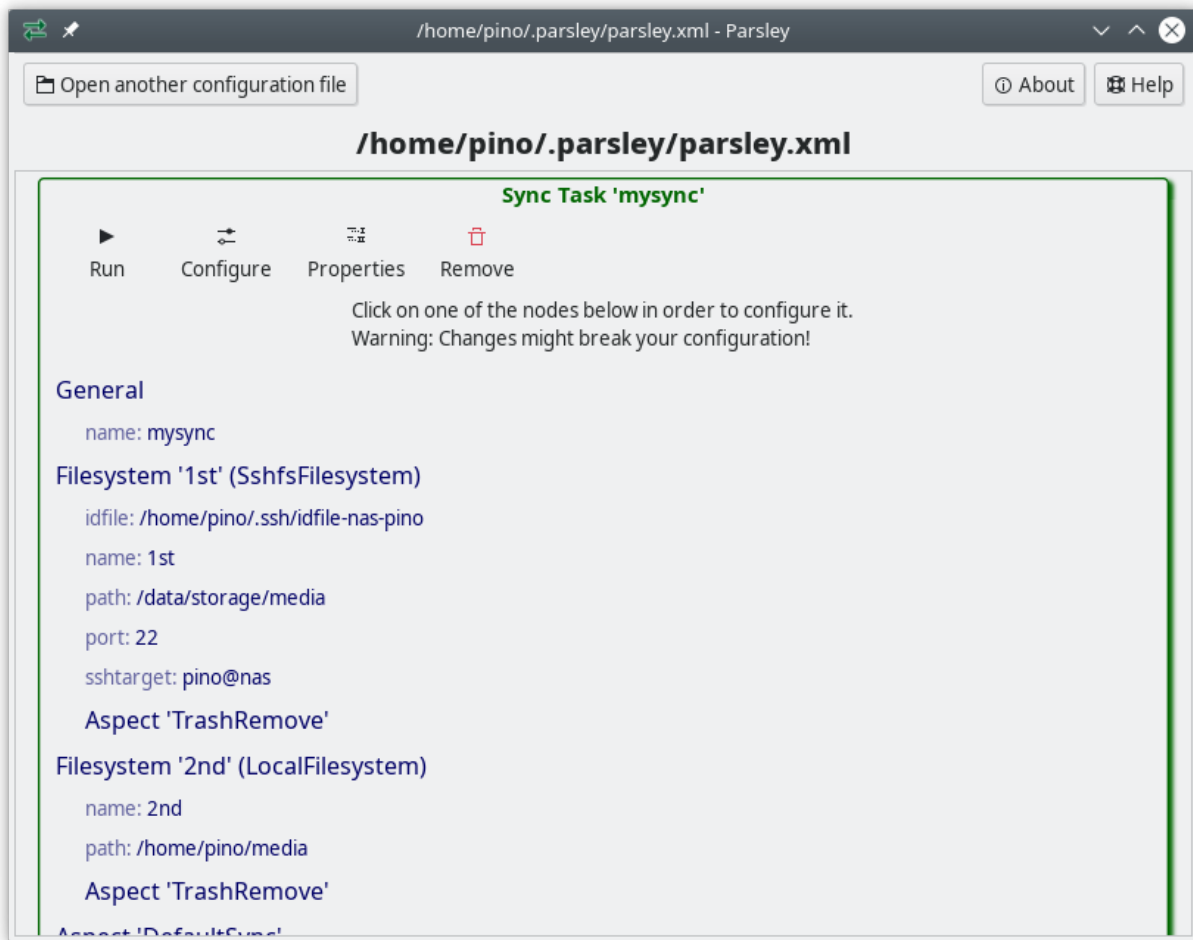 /home/pino/.parsley/parsley.xml - Parsley
Open another configuration file
About
Help
/home/pino/.parsley/parsley.xml
Sync Task 'mysync'
Run
Configure
Properties
Remove
Click on one of the nodes below in order to configure it.
Warning: Changes might break your configuration!
General
name: mysync
Filesystem '1st' (SshfsFilesystem)
idfile: /home/pino/.ssh/idfile-nas-pino
name: 1st
path: /data/storage/media
port: 22
sshtarget: pino@nas
Aspect 'TrashRemove'
Filesystem '2nd' (LocalFilesystem)
name: 2nd
path: /home/pino/media
Aspect 'TrashRemove'
Aspect 'DefaultSync'